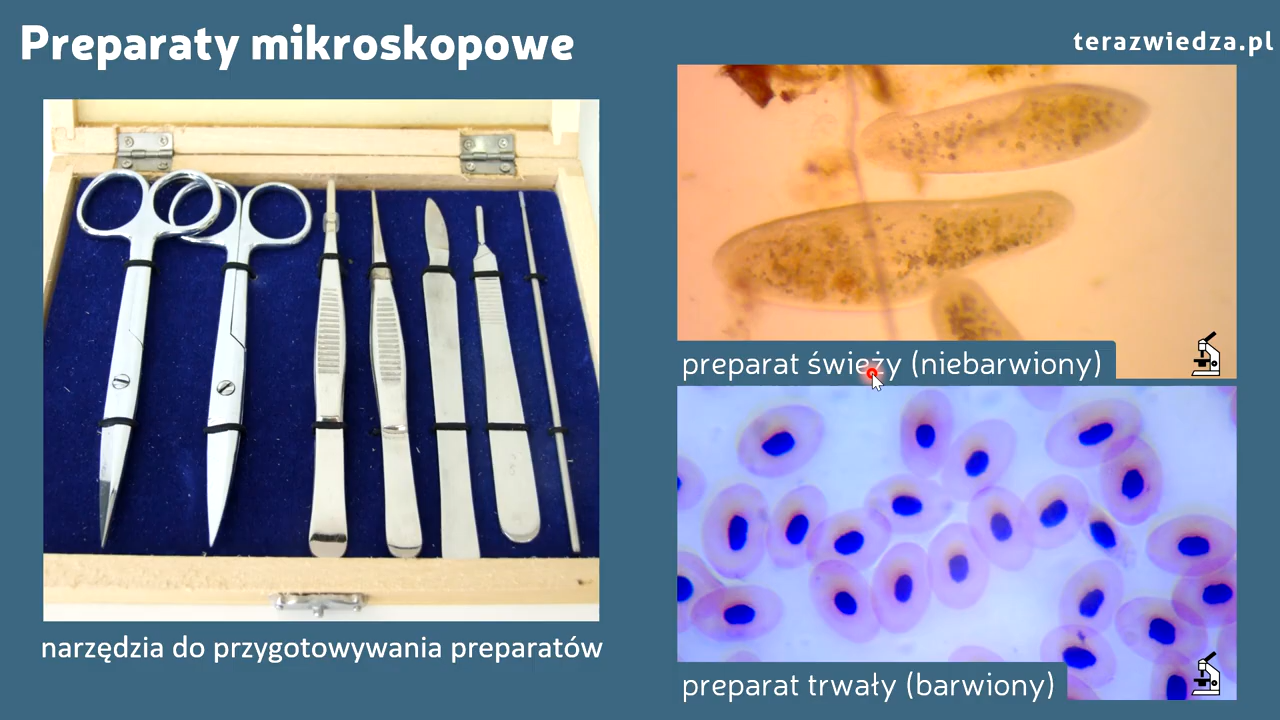 Preparaty mikroskopowe
terazwiedza.pl
preparat świeży (niebarwiony)
narzędzia do przygotowywania preparatów
preparat trwały (barwiony)